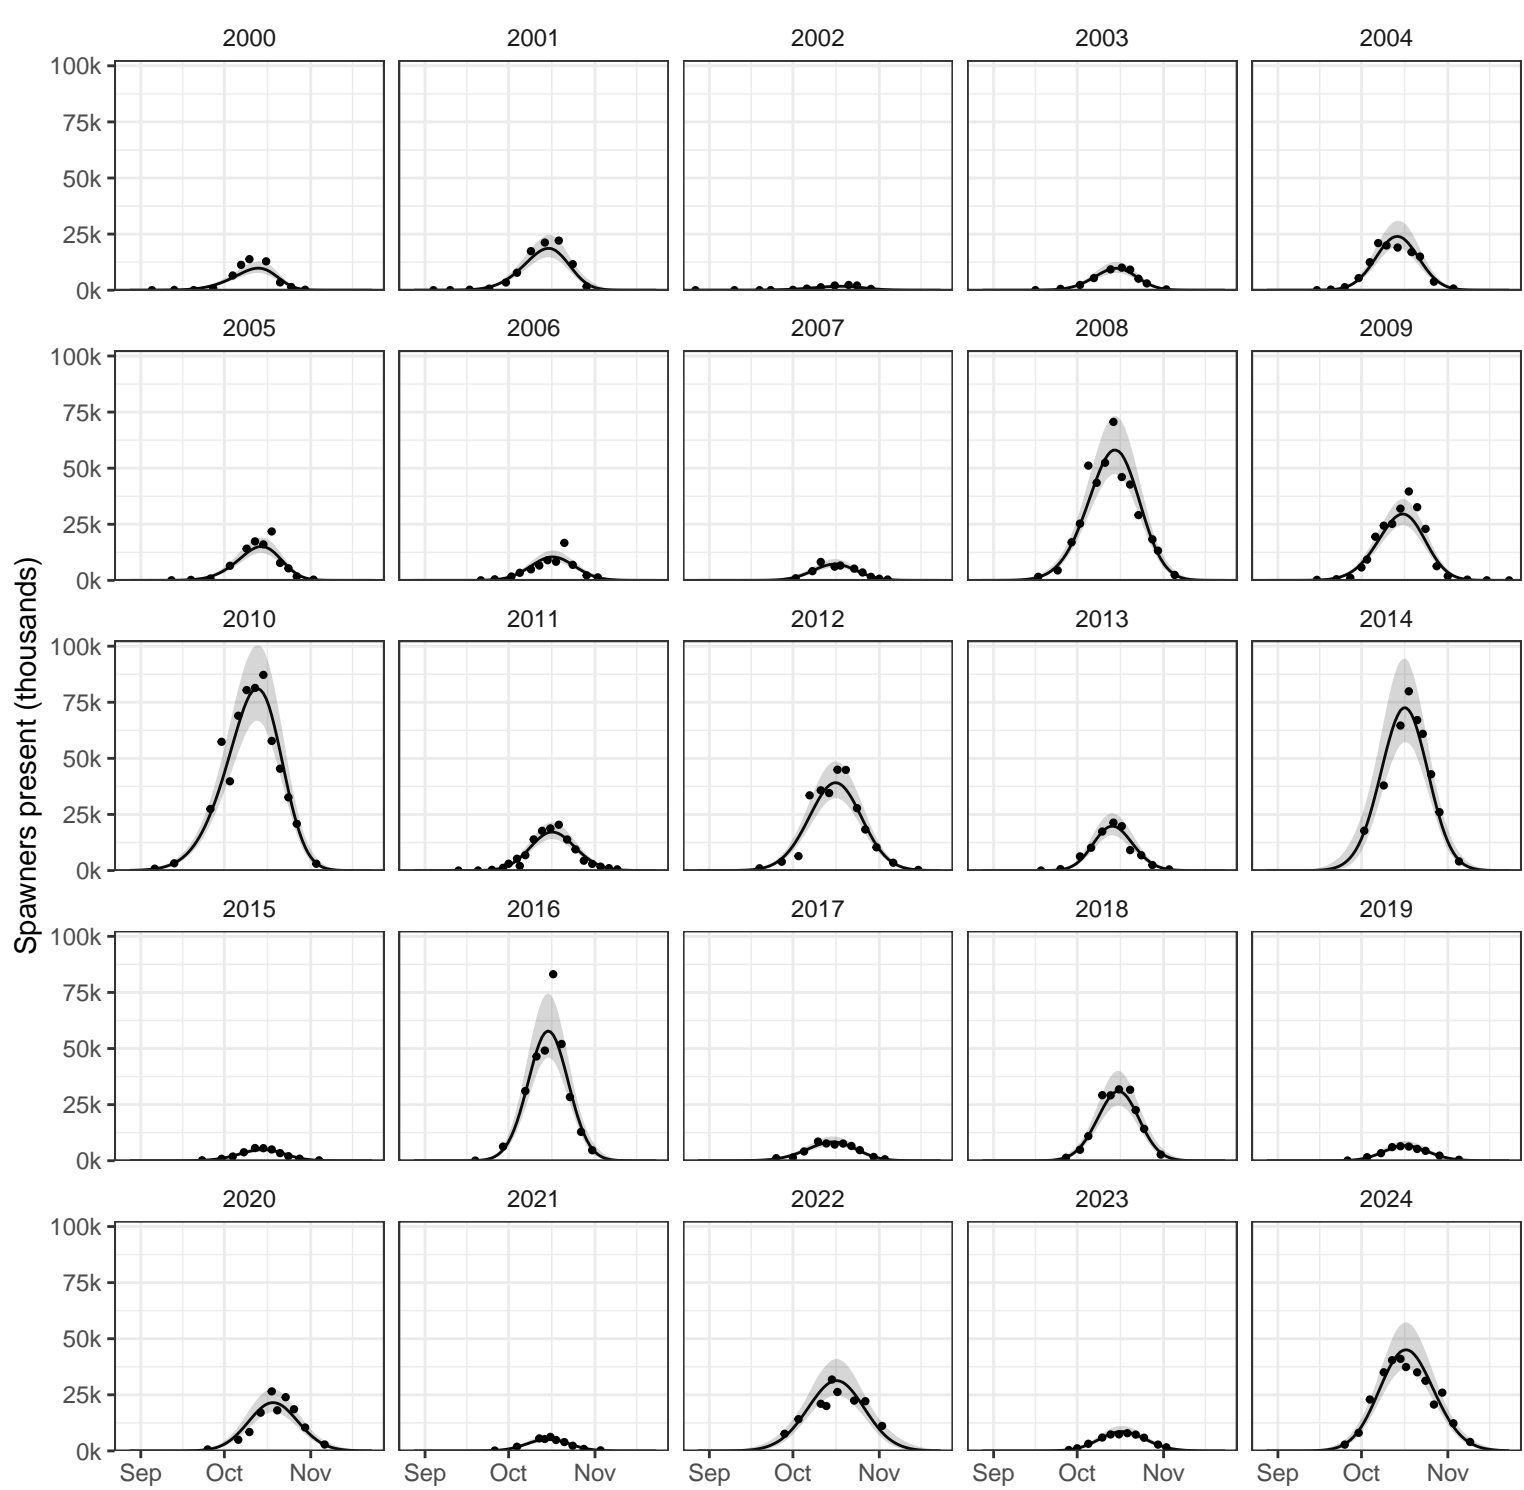 2000 2001 2002 2003 2004
100k
75k
50k
25k
0k
2005 2006 2007 2008 2009
100k
75k
50k
25k
0k
2010 2011 2012 2013 2014
100k
75k
50k
25k
0k
2015 2016 2017 2018 2019
100k
75k
50k
25k
0k
2020 2021 2022 2023 2024
100k
75k
50k
25k
0k
Sep Oct Nov Sep Oct Nov Sep Oct Nov Sep Oct Nov Sep Oct Nov
Spawners present (thousands)